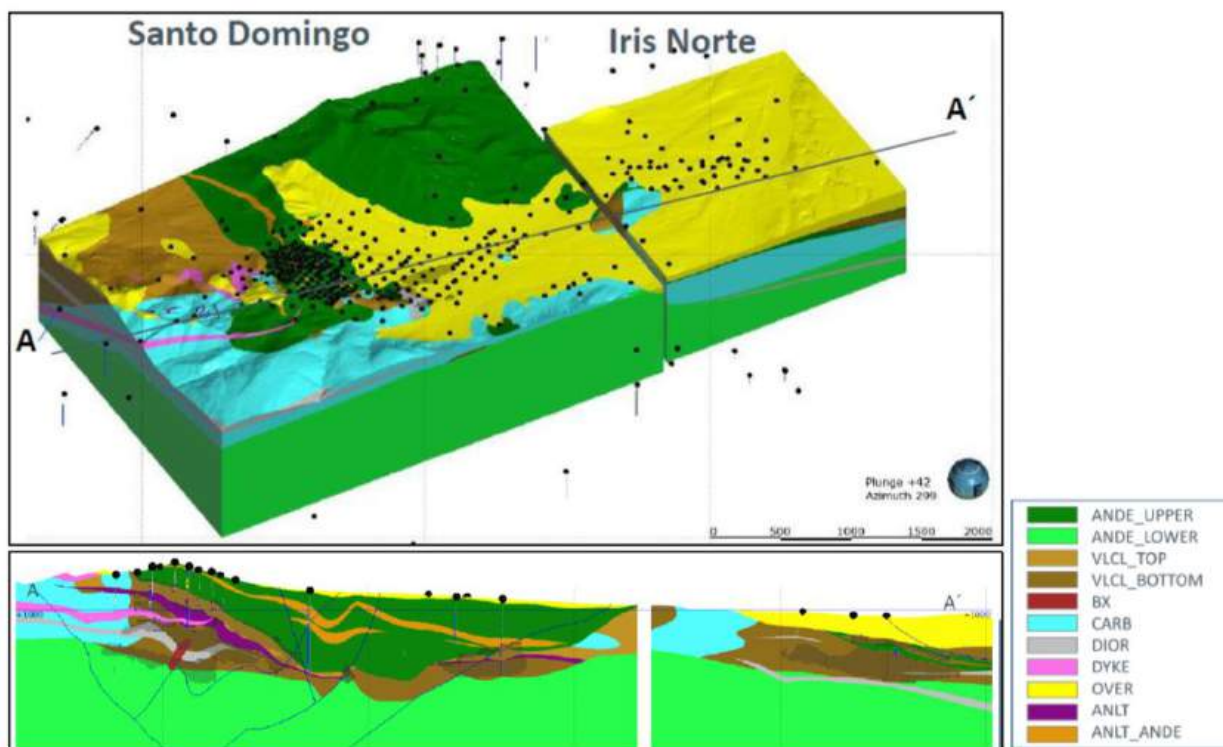 Santo Domingo
Iris Norte
A´
A
Plunge +42
Azimuth 299
0 500 1000 1500 2000
A
A´
+1000
ANDE_UPPER
ANDE_LOWER
VLCL_TOP
VLCL_BOTTOM
BX
CARB
DIOR
DYKE
OVER
ANLT
ANLT_ANDE